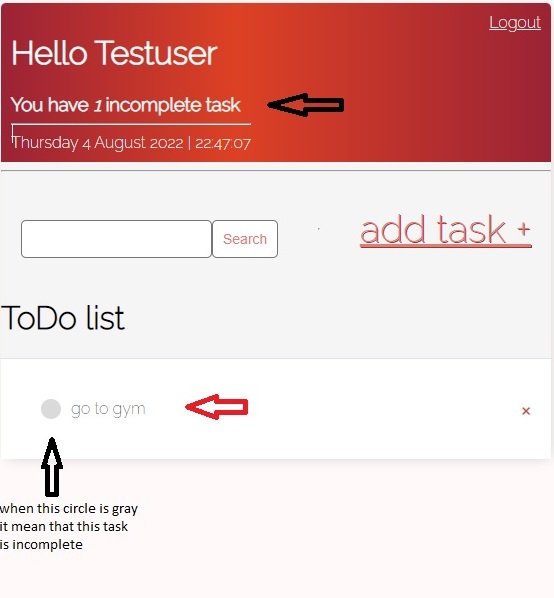 Logout
Hello Testuser
You have 1 incomplete task
Thursday 4 August 2022 | 22:47:07
Search
add task +
ToDo list
go to gym
×
when this circle is gray
it mean that this task
is incomplete